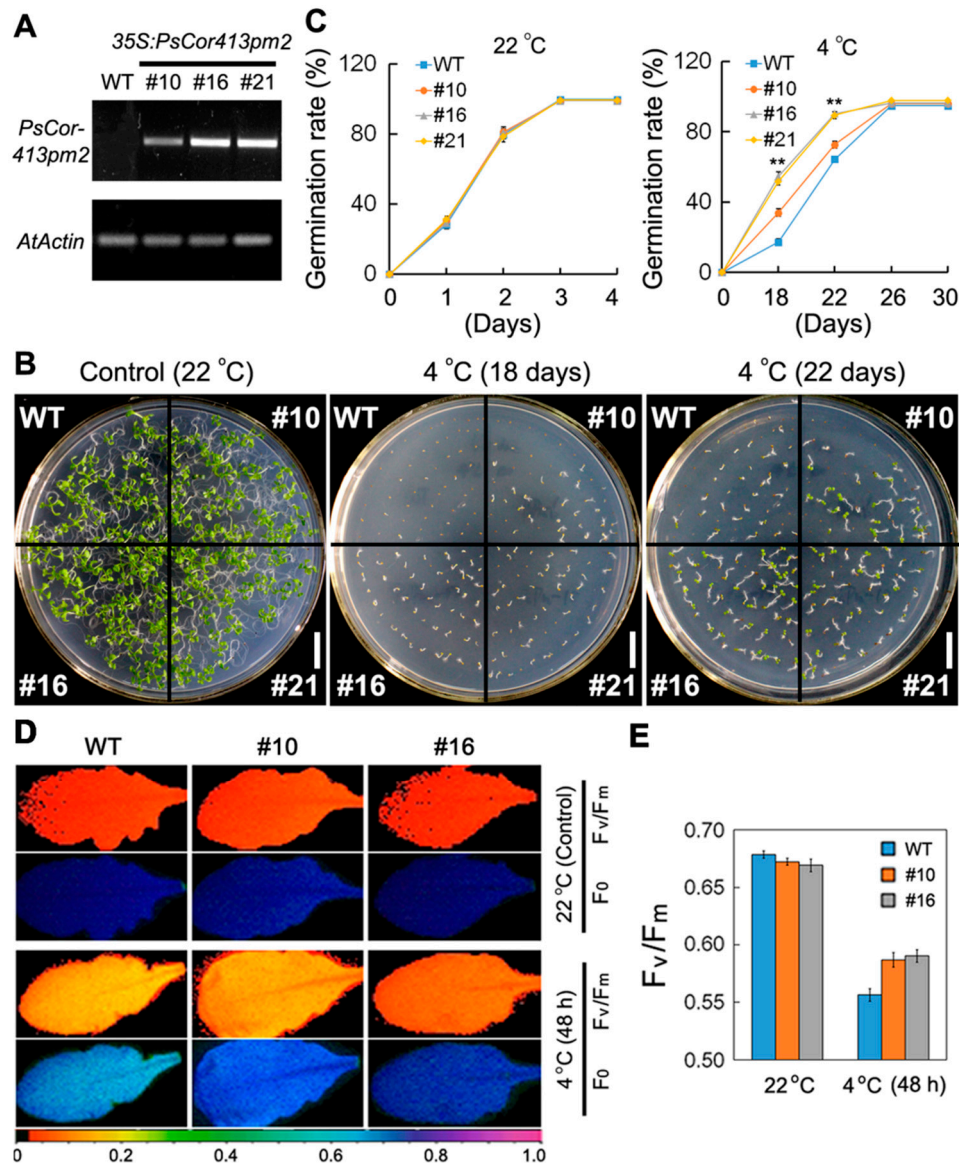 A
35S:PsCor413pm2
WT #10 #16 #21
PsCor-
413pm2
AtActin
C
22 °C
Germination rate (%)
120
80
40
0
WT
#10
#16
#21
0 1 2 3 4
(Days)
4 °C
Germination rate (%)
120
80
40
0
WT
#10
#16
#21
**
**
0 18 22 26 30
(Days)
B
Control (22 °C)
WT
#10
#16
#21
4 °C (18 days)
WT
#10
#16
#21
4 °C (22 days)
WT
#10
#16
#21
D
WT #10 #16
22 °C (Control)
Fv/Fm
F0
4 °C (48 h)
Fv/Fm
F0
0 0.2 0.4 0.6 0.8 1.0
E
Fv/Fm
0.70
0.65
0.60
0.55
0.50
WT
#10
#16
22 °C 4 °C (48 h)